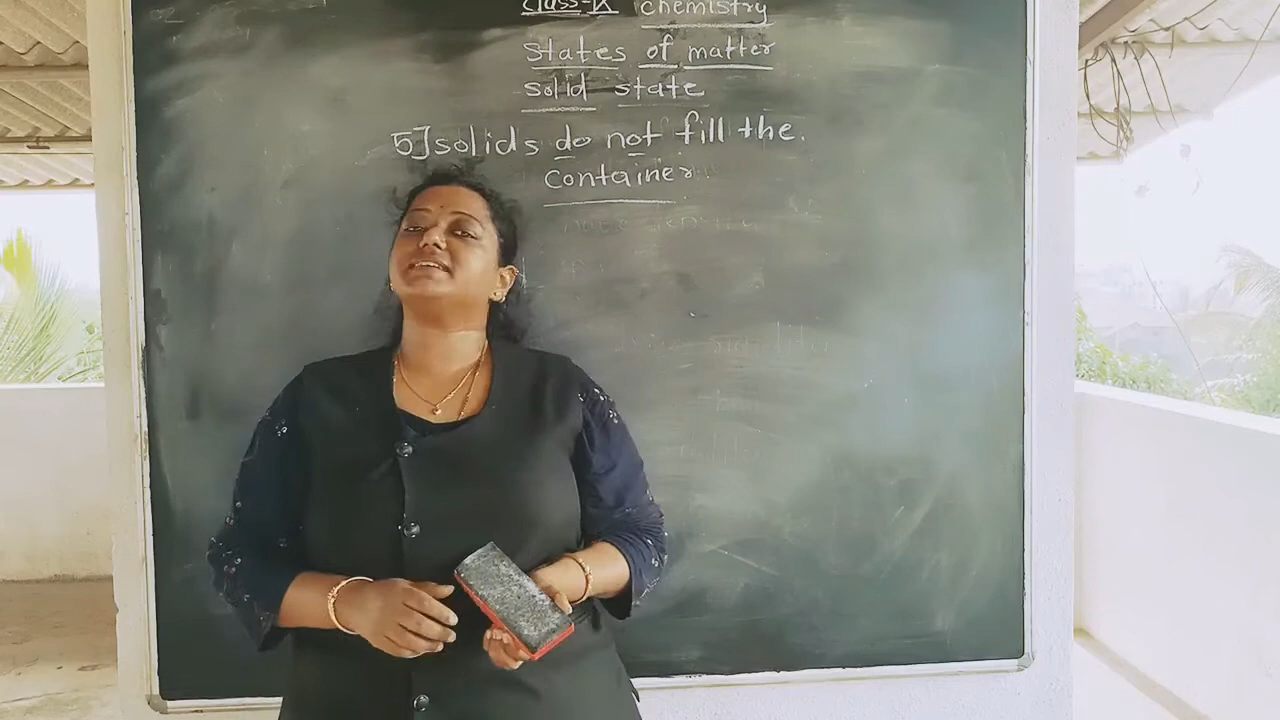 class-IX chemistry
States of matter
solid state
5] solids do not fill the.
Container